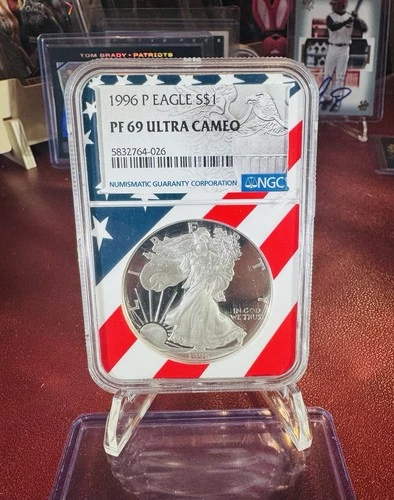 TOM BRADY • PATRIOTS
1996 P EAGLE S$1
PF 69 ULTRA CAMEO
5832764-026
NUMISMATIC GUARANTY CORPORATION NGC
LIBERTY
IN GOD
WE TRUST
1996